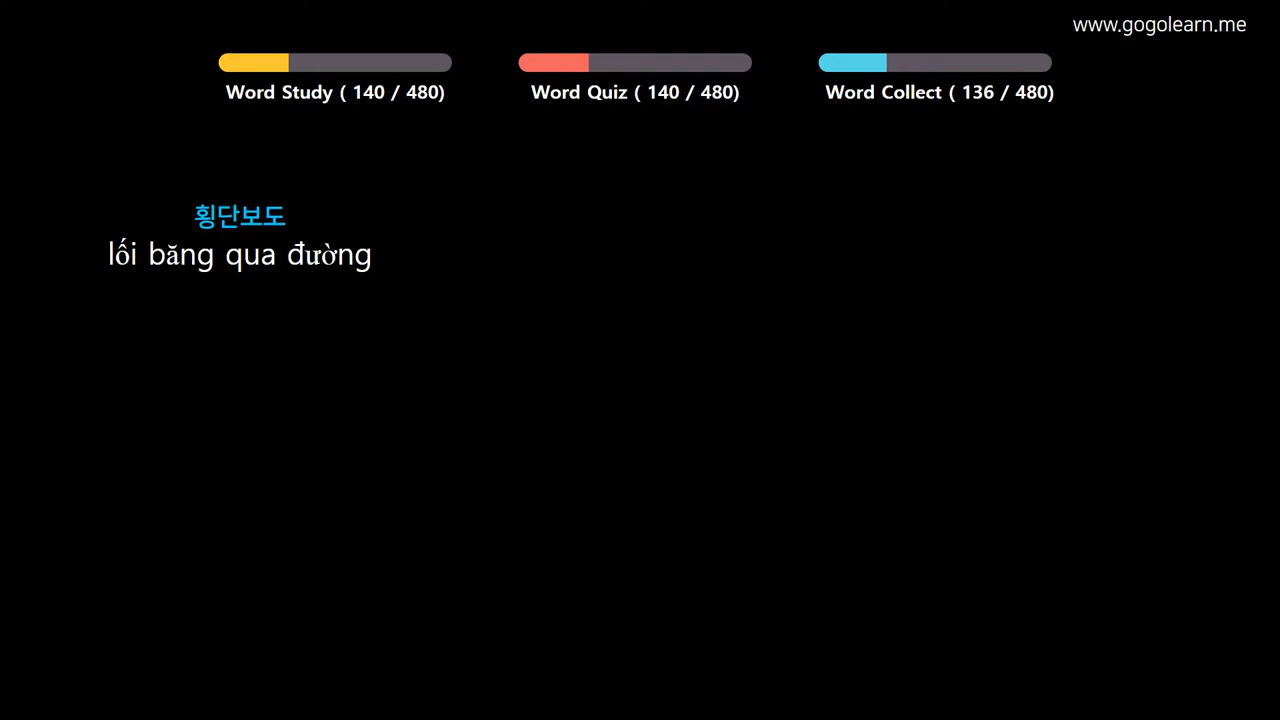 www.gogolearn.me
Word Study ( 140 / 480)
Word Quiz ( 140 / 480)
Word Collect ( 136 / 480)
횡단보도
lối băng qua đường